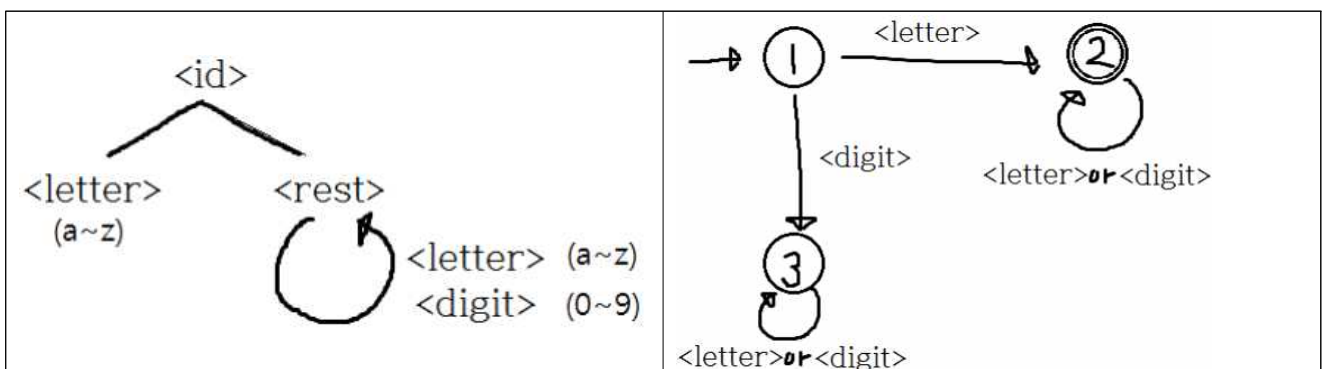 <id>
<letter> <rest>
(a~z)
<letter> (a~z)
<digit> (0~9)
<letter>
1 2
<digit>
<letter>or<digit>
3
<letter>or<digit>